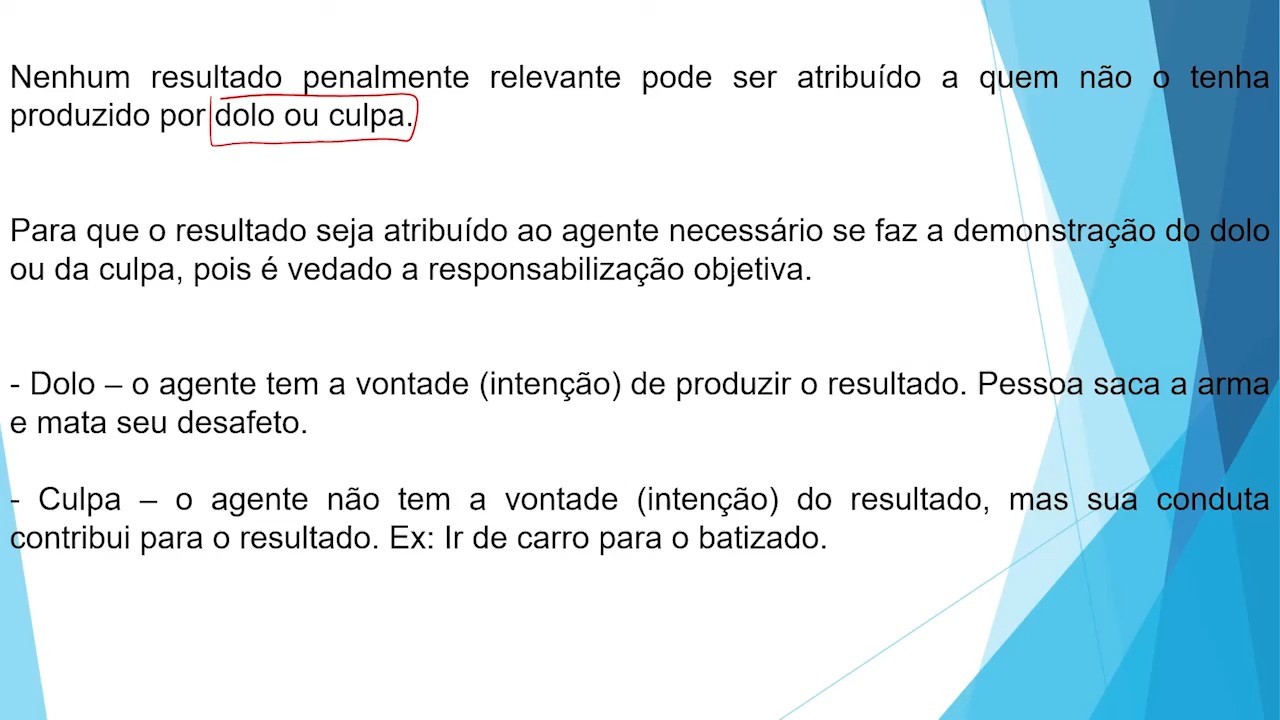 Nenhum resultado penalmente relevante pode ser atribuído a quem não o tenha
produzido por dolo ou culpa.
Para que o resultado seja atribuído ao agente necessário se faz a demonstração do dolo
ou da culpa, pois é vedado a responsabilização objetiva.
- Dolo – o agente tem a vontade (intenção) de produzir o resultado. Pessoa saca a arma
e mata seu desafeto.
- Culpa – o agente não tem a vontade (intenção) do resultado, mas sua conduta
contribui para o resultado. Ex: Ir de carro para o batizado.